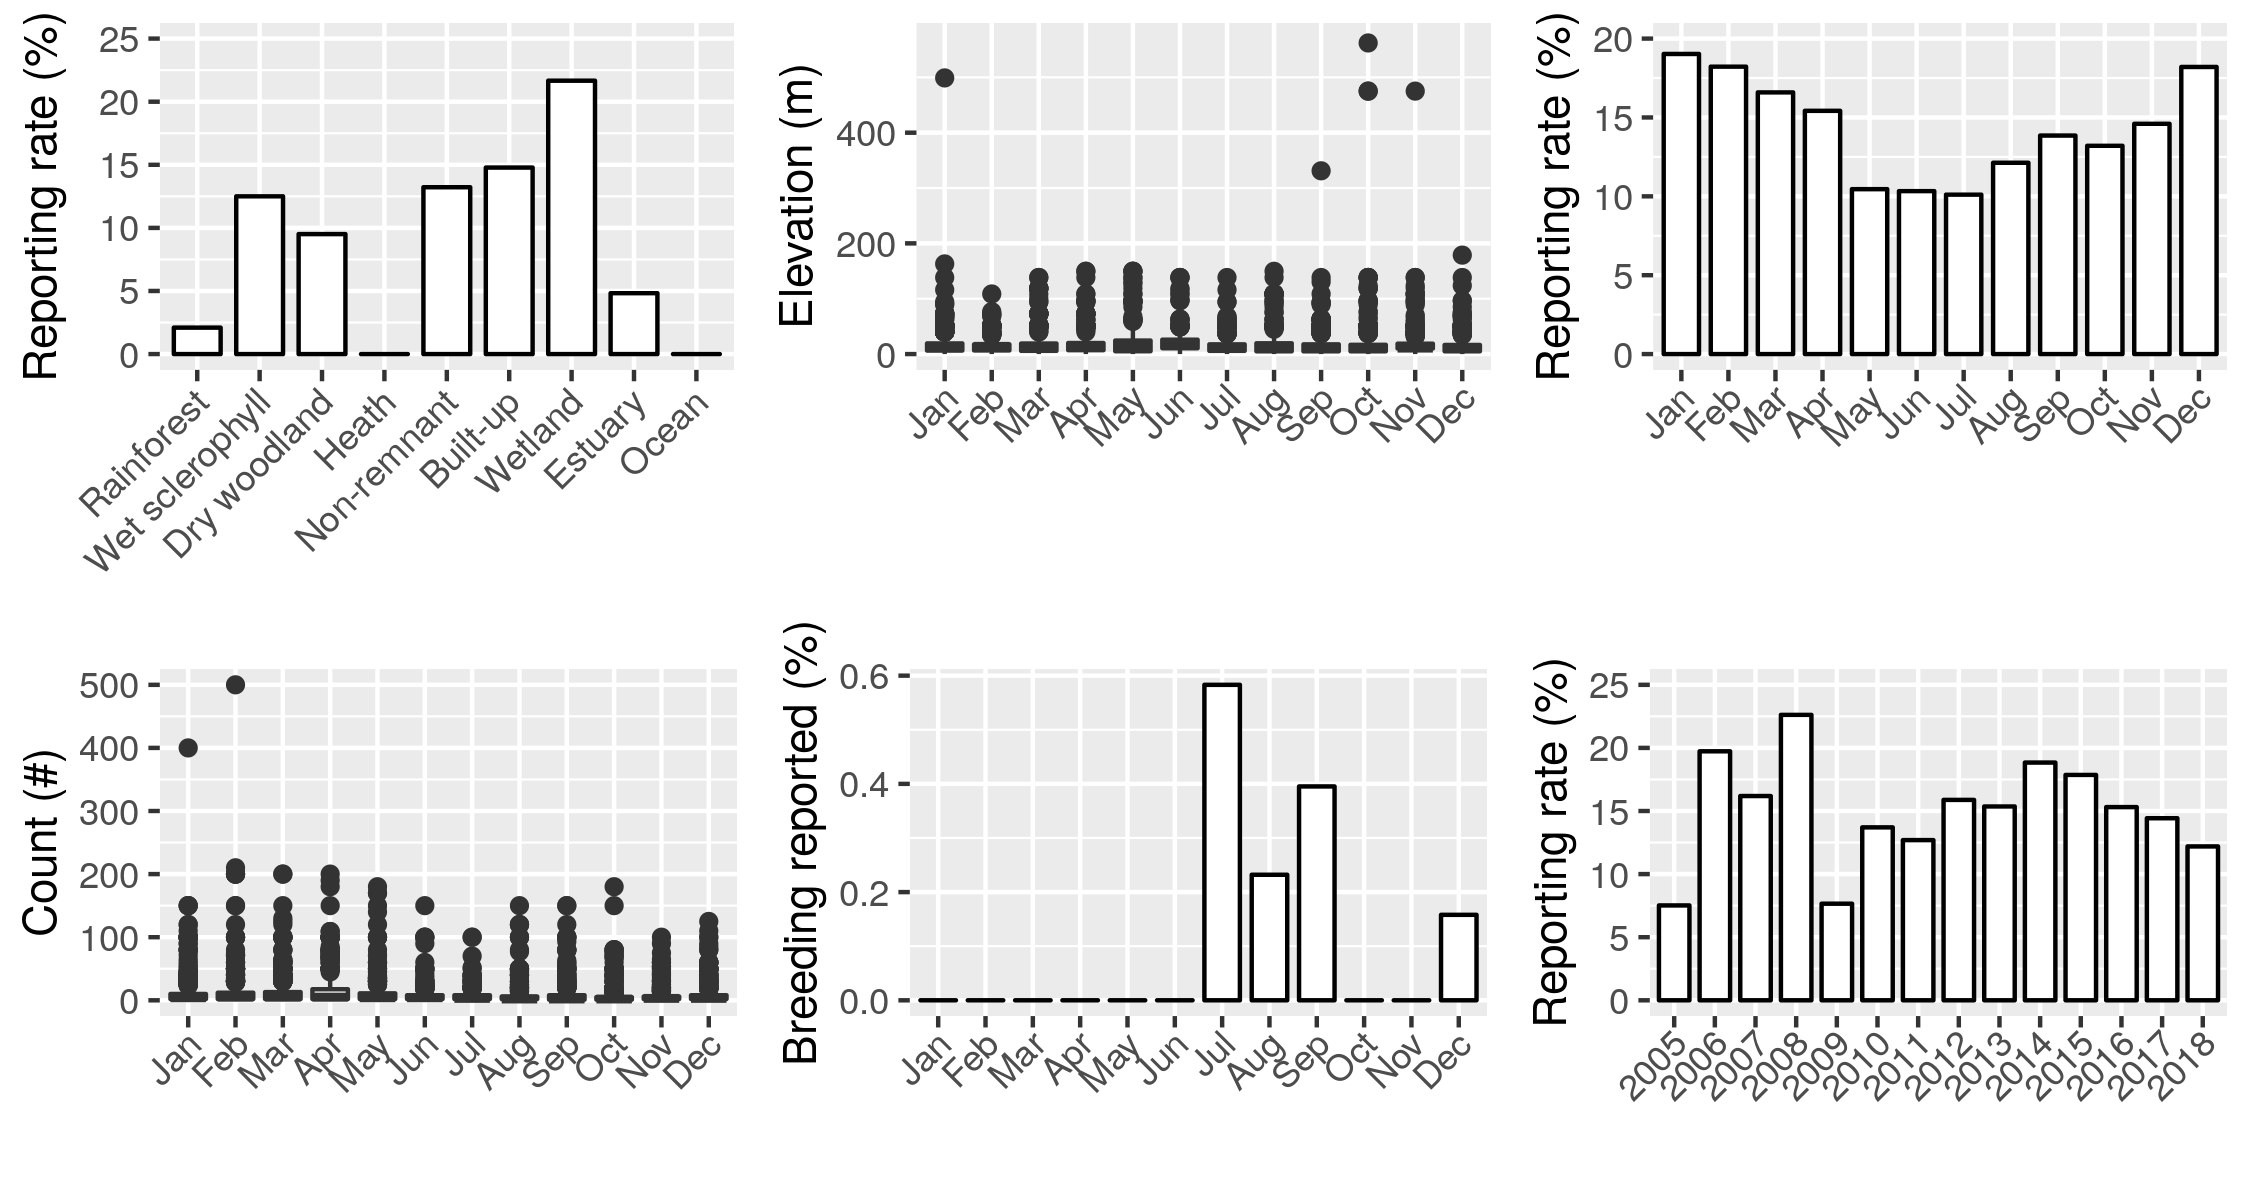 Reporting rate (%)
25
20
15
10
5
0
Rainforest
Wet sclerophyll
Dry woodland
Heath
Non-remnant
Built-up
Wetland
Estuary
Ocean
Elevation (m)
400
200
0
Jan
Feb
Mar
Apr
May
Jun
Jul
Aug
Sep
Oct
Nov
Dec
Reporting rate (%)
20
15
10
5
0
Jan
Feb
Mar
Apr
May
Jun
Jul
Aug
Sep
Oct
Nov
Dec
Count (#)
500
400
300
200
100
0
Jan
Feb
Mar
Apr
May
Jun
Jul
Aug
Sep
Oct
Nov
Dec
Breeding reported (%)
0.6
0.4
0.2
0.0
Jan
Feb
Mar
Apr
May
Jun
Jul
Aug
Sep
Oct
Nov
Dec
Reporting rate (%)
25
20
15
10
5
0
2005
2006
2007
2008
2009
2010
2011
2012
2013
2014
2015
2016
2017
2018